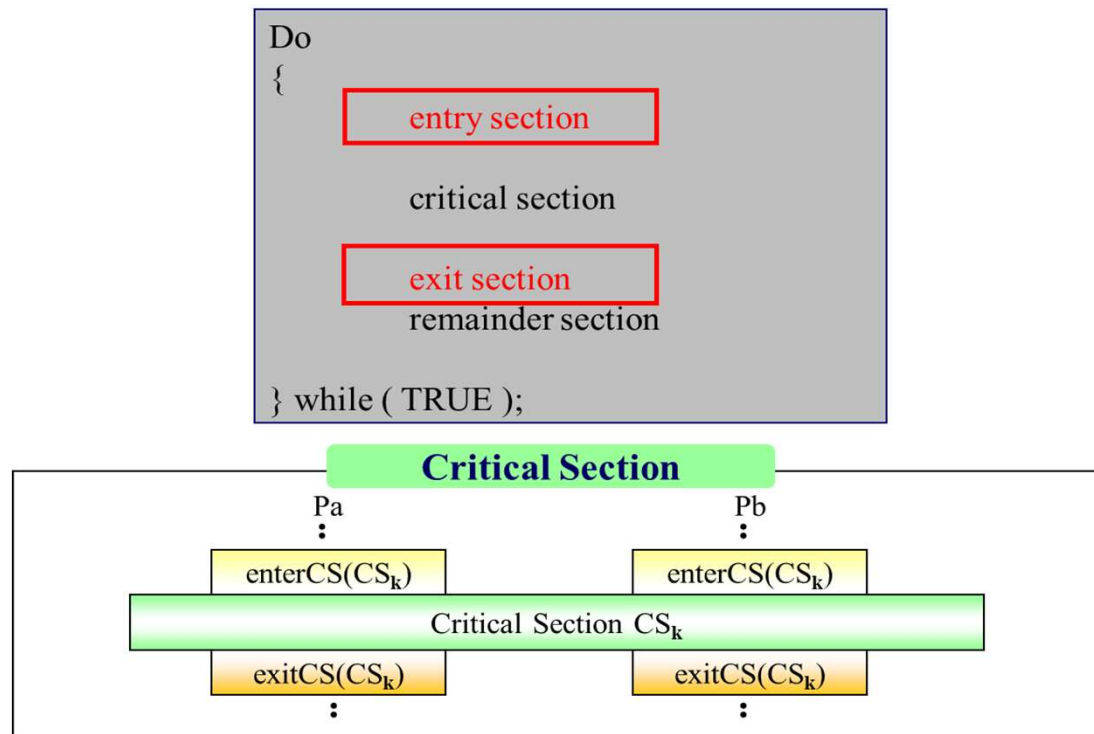 Do
{
entry section
critical section
exit section
remainder section
} while ( TRUE );
Critical Section
Pa Pb
: :
enterCS(CSk) enterCS(CSk)
Critical Section CSk
exitCS(CSk) exitCS(CSk)
: :